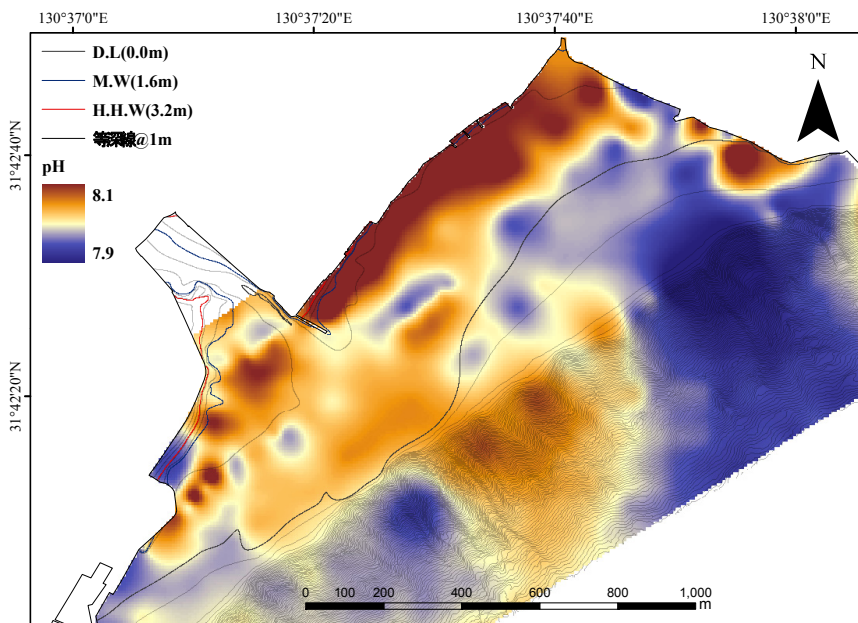 130°37'0"E
130°37'20"E
130°37'40"E
130°38'0"E
D.L(0.0m)
M.W(1.6m)
H.H.W(3.2m)
等深線@1m
pH
8.1
7.9
N
31°42'40"N
31°42'20"N
0 100 200 400 600 800 1,000
m